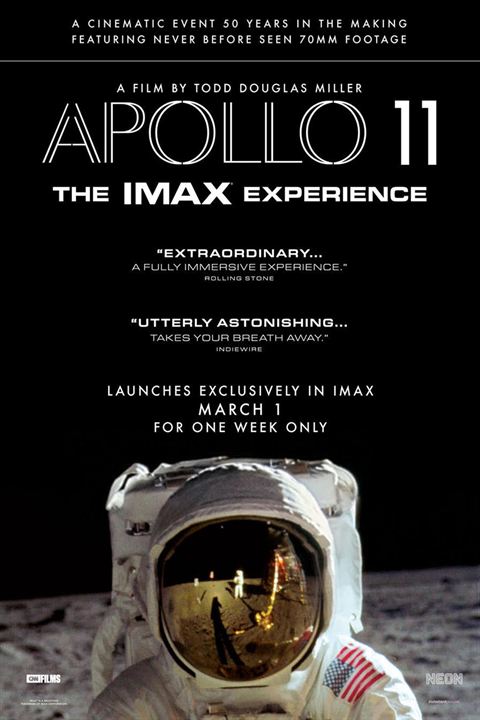 A CINEMATIC EVENT 50 YEARS IN THE MAKING
FEATURING NEVER BEFORE SEEN 70MM FOOTAGE
A FILM BY TODD DOUGLAS MILLER
APOLLO 11
THE IMAX EXPERIENCE
“EXTRAORDINARY...
A FULLY IMMERSIVE EXPERIENCE.”
ROLLING STONE
“UTTERLY ASTONISHING...
TAKES YOUR BREATH AWAY.”
INDIEWIRE
LAUNCHES EXCLUSIVELY IN IMAX
MARCH 1
FOR ONE WEEK ONLY
CNN FILMS
NEON